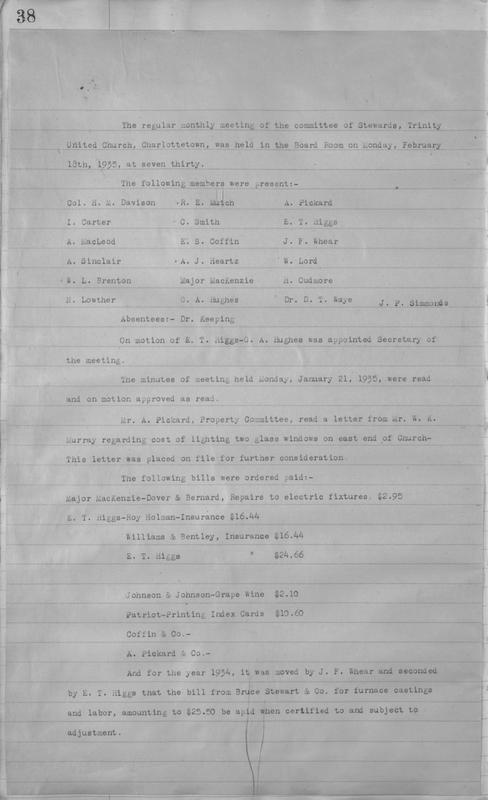 38
The regular monthly meeting of the committee of Stewards, Trinity
United Church, Charlottetown, was held in the Board Room on Monday, February
18th, 1935, at seven thirty.
The following members were present:-
Col. H. M. Davison R. E. Mutch A. Pickard
I. Carter C. Smith E. T. Higgs
A. MacLeod E. S. Coffin J. F. Whear
A. Sinclair A. J. Heartz W. Lord
W. L. Brenton Major MacKenzie H. Cudmore
H. Lowther G. A. Hughes Dr. D. T. Waye J. P. Simmonds
Absentees:- Dr. Keeping
On motion of E. T. Higgs-G. A. Hughes was appointed Secretary of
the meeting.
The minutes of meeting held Monday, January 21, 1935, were read
and on motion approved as read.
Mr. A. Pickard, Property Committee, read a letter from Mr. W. K.
Murray regarding cost of lighting two glass windows on east end of Church-
This letter was placed on file for further consideration.
The following bills were ordered paid:-
Major MacKenzie-Dover & Bernard, Repairs to electric fixtures. $2.95
E. T. Higgs-Roy Holman-Insurance $16.44
Williams & Bentley, Insurance $16.44
E. T. Higgs " $24.66
Johnson & Johnson-Grape Wine $2.10
Patriot-Printing Index Cards $10.60
Coffin & Co.-
A. Pickard & Co.-
And for the year 1934, it was moved by J. F. Whear and seconded
by E. T. Higgs that the bill from Bruce Stewart & Co. for furnace castings
and labor, amounting to $25.50 be apid when certified to and subject to
adjustment.